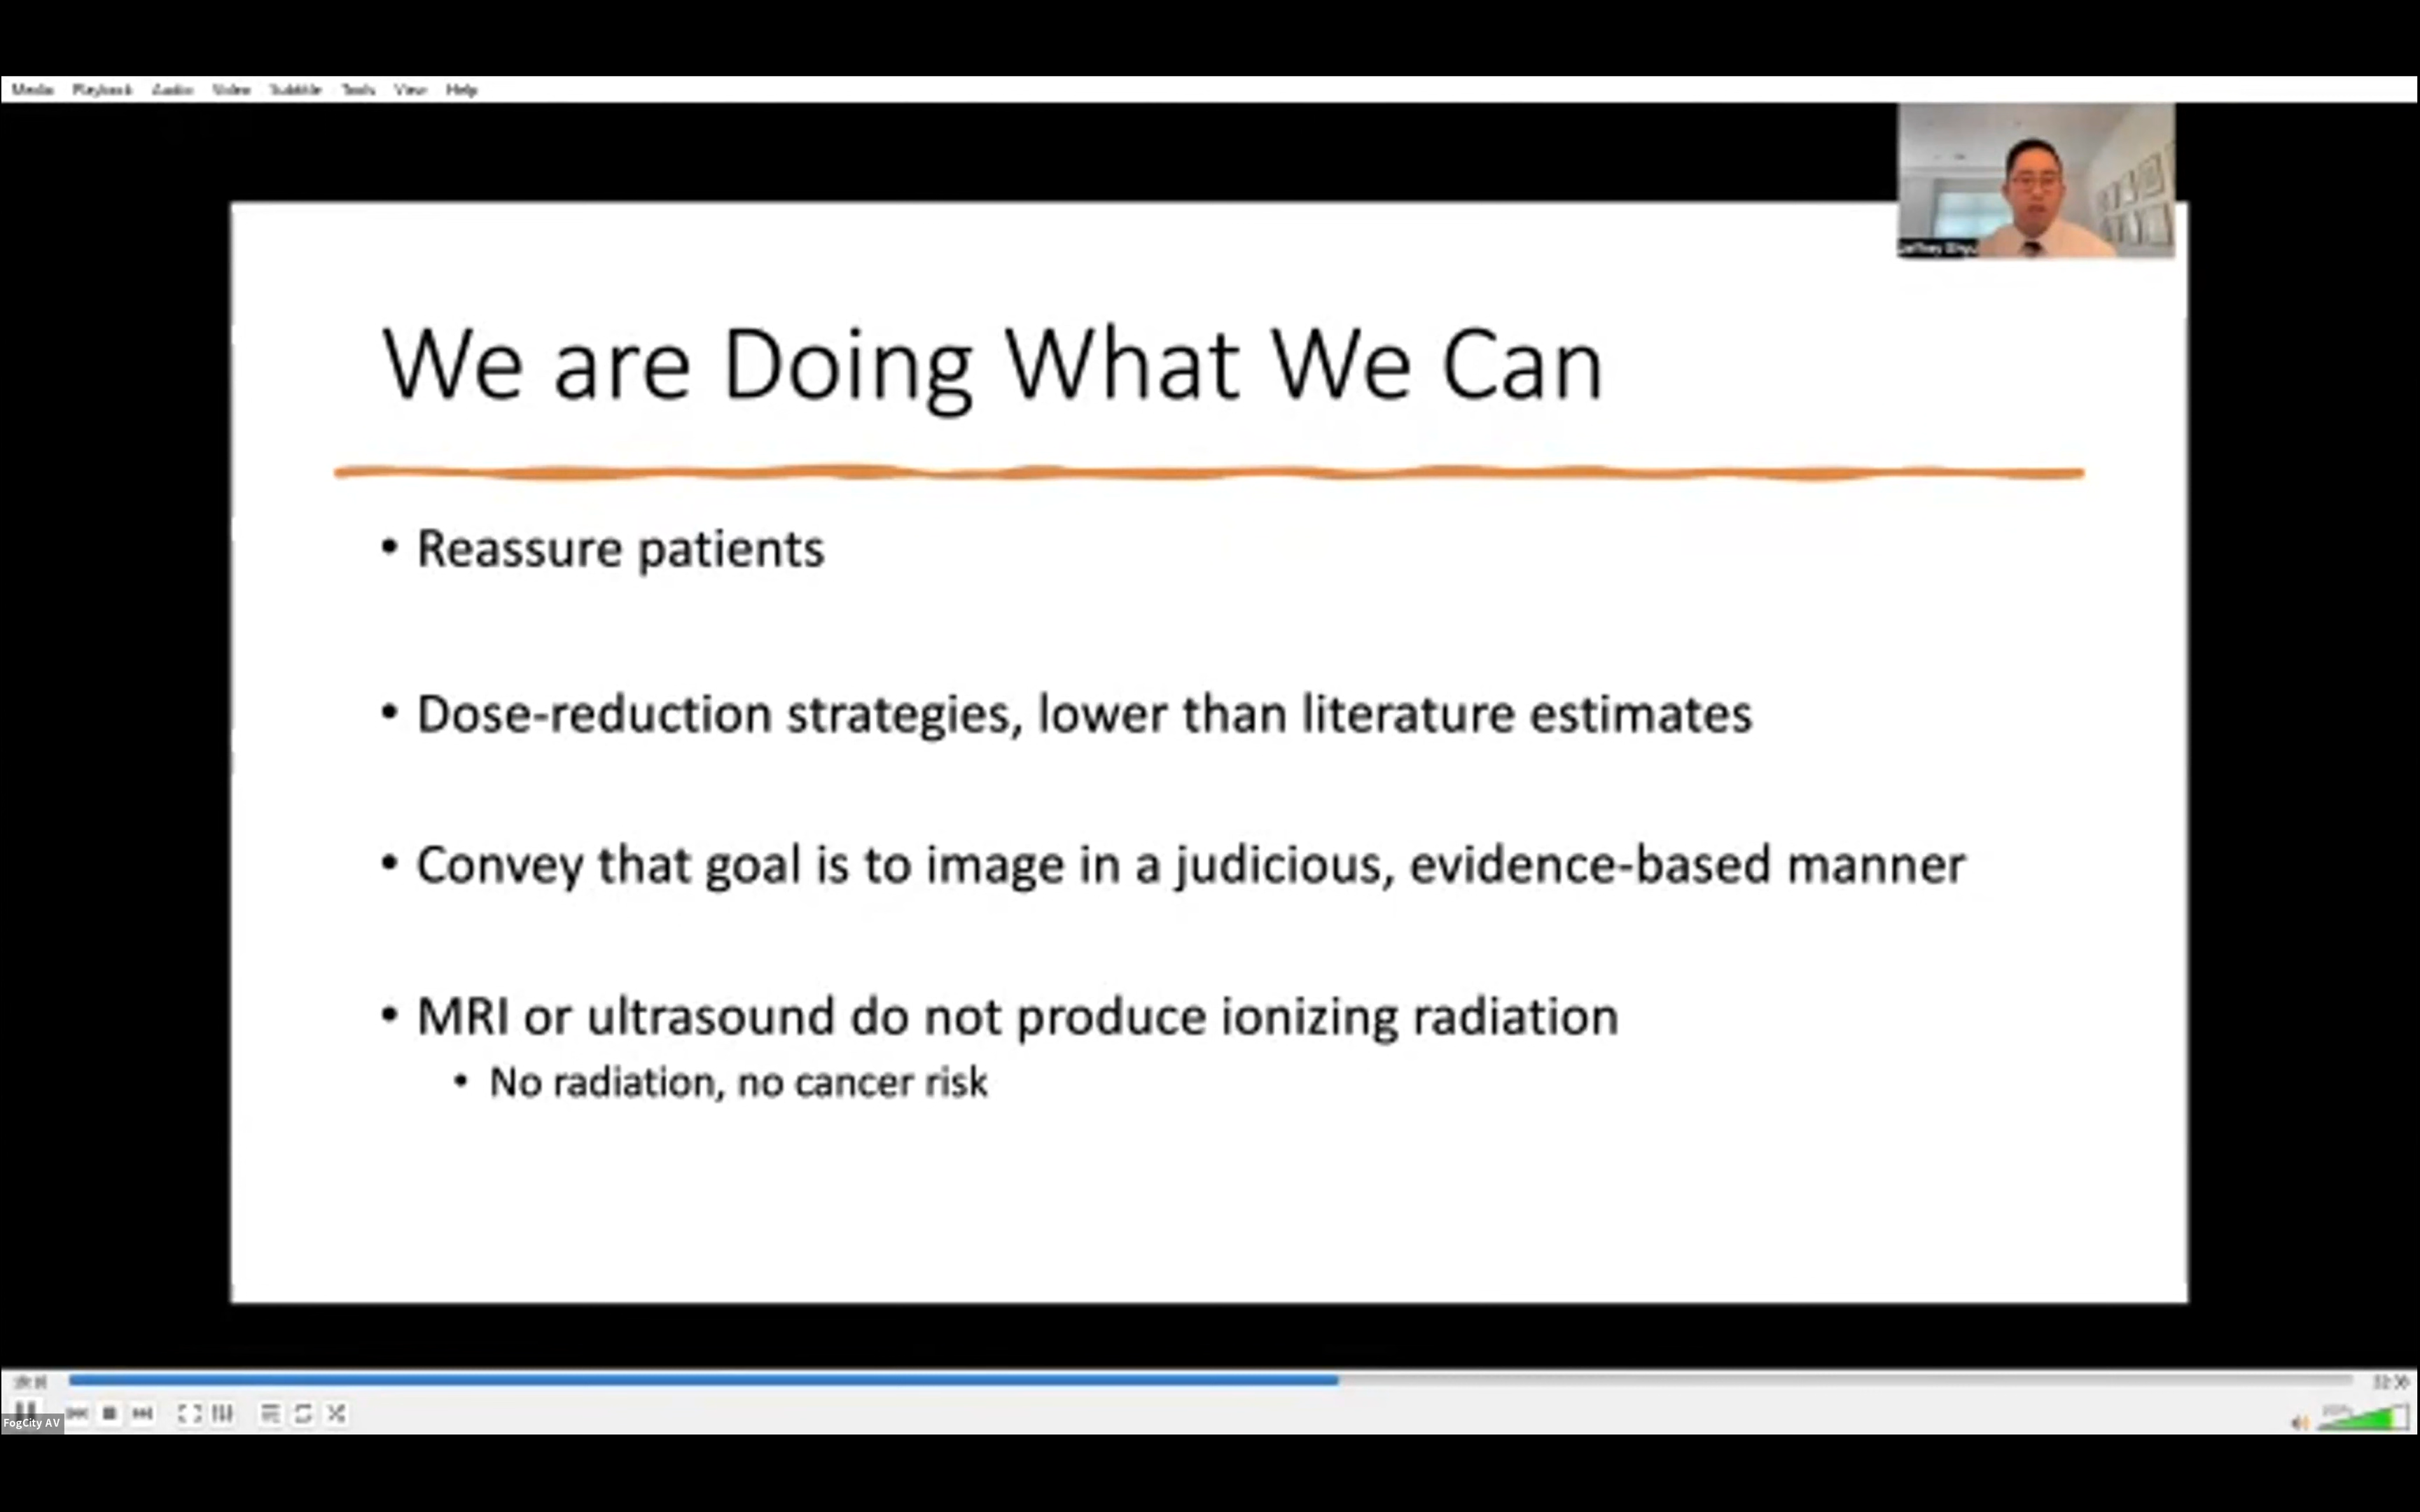 Media Playback Audio Video Subtitle Tools View Help
We are Doing What We Can
• Reassure patients
• Dose-reduction strategies, lower than literature estimates
• Convey that goal is to image in a judicious, evidence-based manner
• MRI or ultrasound do not produce ionizing radiation
• No radiation, no cancer risk
FogCity AV